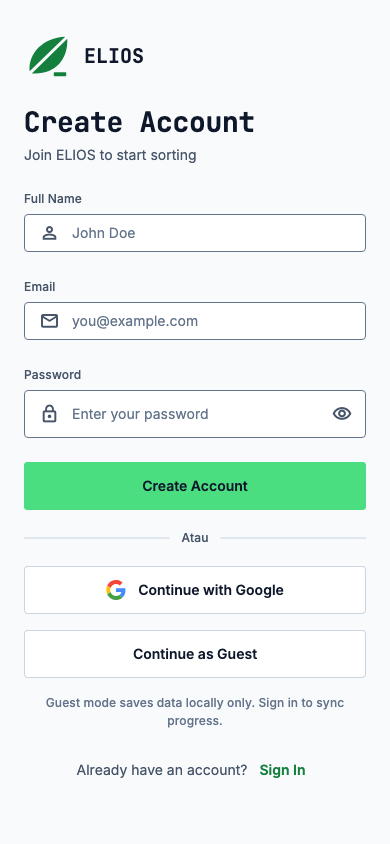 ELIOS
Create Account
Join ELIOS to start sorting
Full Name
John Doe
Email
you@example.com
Password
Enter your password
Create Account
Atau
Continue with Google
Continue as Guest
Guest mode saves data locally only. Sign in to sync
progress.
Already have an account? Sign In